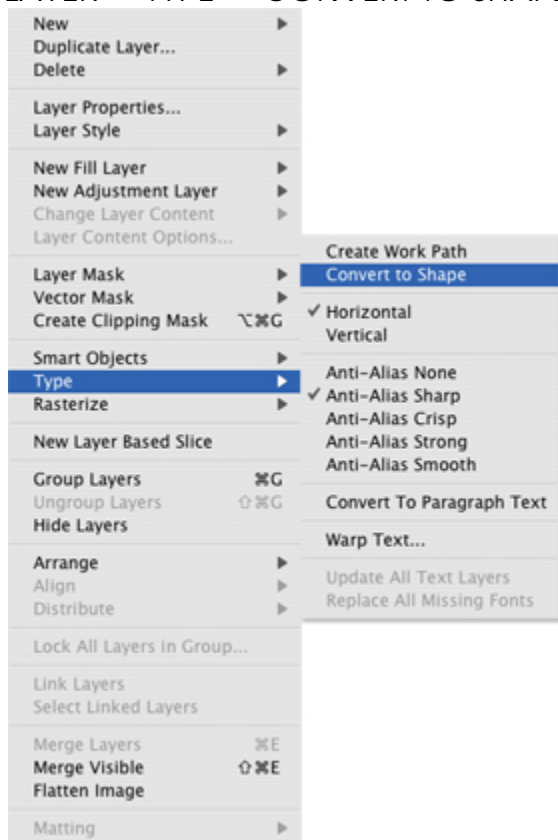 LAYER TYPE CONVERT TO SHAPE
New
Duplicate Layer...
Delete
Layer Properties...
Layer Style
New Fill Layer
New Adjustment Layer
Change Layer Content
Layer Content Options...
Layer Mask
Vector Mask
Create Clipping Mask ⌥⌘G
Smart Objects
Type
Rasterize
New Layer Based Slice
Group Layers ⌘G
Ungroup Layers ⇧⌘G
Hide Layers
Arrange
Align
Distribute
Lock All Layers in Group...
Link Layers
Select Linked Layers
Merge Layers ⌘E
Merge Visible ⇧⌘E
Flatten Image
Matting
Create Work Path
Convert to Shape
✓ Horizontal
Vertical
Anti-Alias None
✓ Anti-Alias Sharp
Anti-Alias Crisp
Anti-Alias Strong
Anti-Alias Smooth
Convert To Paragraph Text
Warp Text...
Update All Text Layers
Replace All Missing Fonts